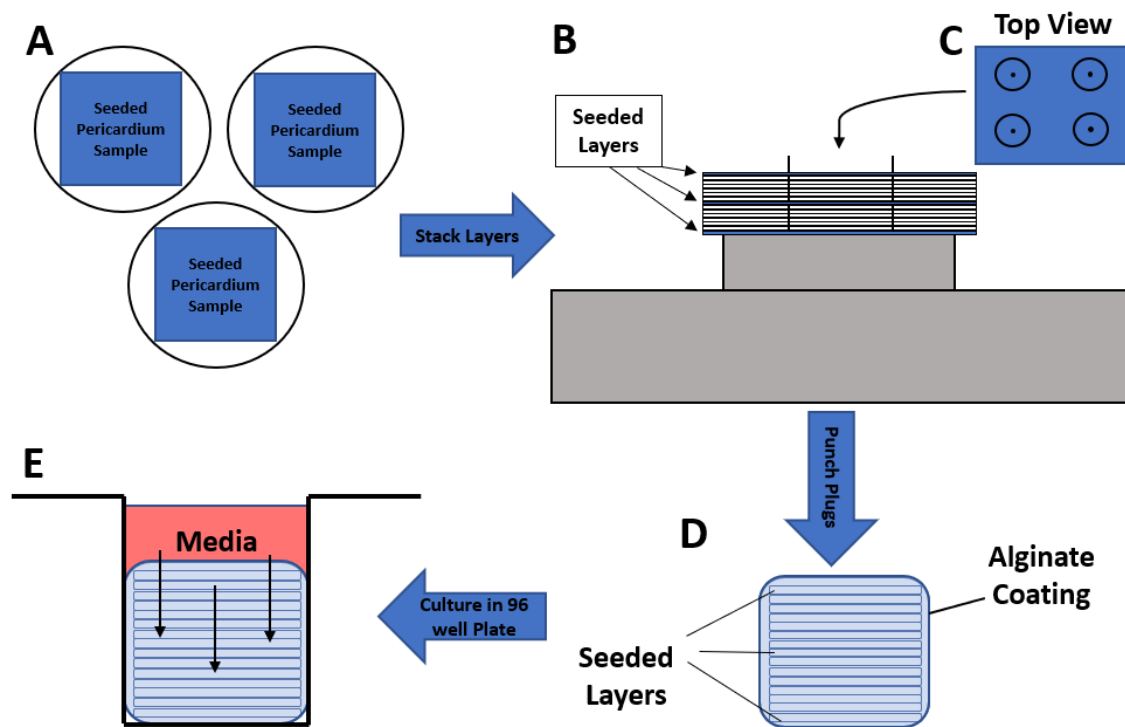 A
Seeded
Pericardium
Sample
Seeded
Pericardium
Sample
Seeded
Pericardium
Sample
Stack Layers
B
Seeded
Layers
C
Top View
Punch Plugs
D
Alginate
Coating
Seeded
Layers
Culture in 96
well Plate
E
Media